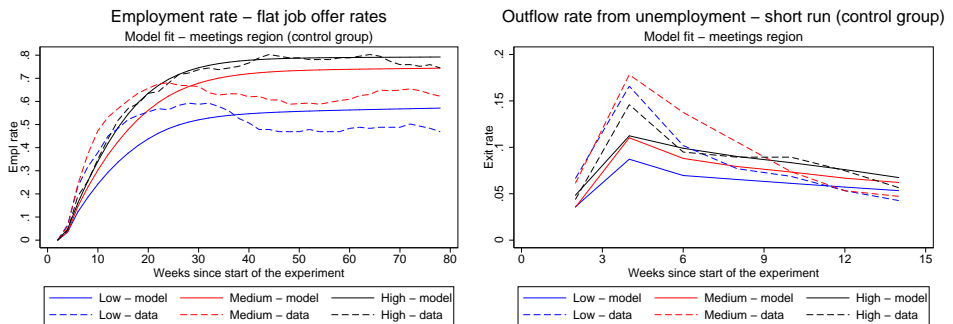 Employment rate – flat job offer rates
Model fit – meetings region (control group)
Empl rate
0 .1 .2 .3 .4 .5 .6 .7 .8
0 10 20 30 40 50 60 70 80
Weeks since start of the experiment
Low – model Medium – model High – model
Low – data Medium – data High – data
Outflow rate from unemployment – short run (control group)
Model fit – meetings region
Exit rate
0 .05 .1 .15
0 3 6 9 12 15
Weeks since start of the experiment
Low – model Medium – model High – model
Low – data Medium – data High – data